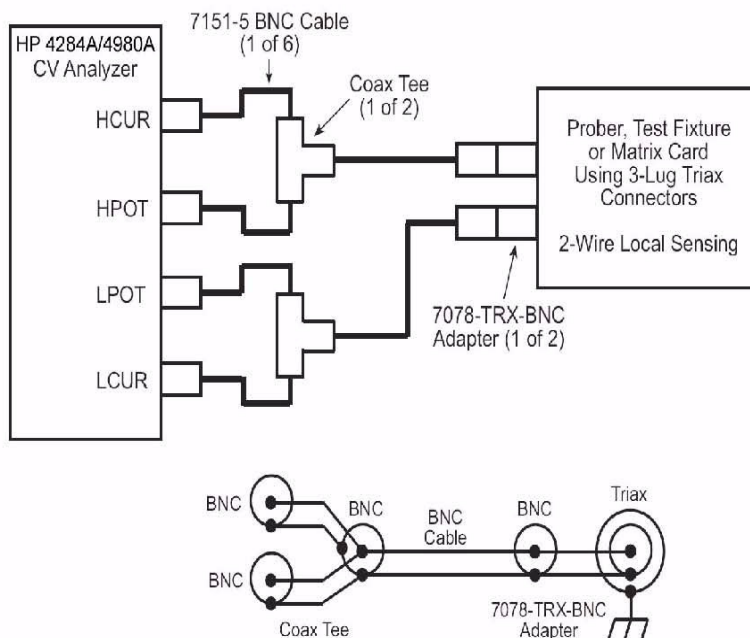 7151-5 BNC Cable
(1 of 6)
HP 4284A/4980A
CV Analyzer
Coax Tee
(1 of 2)
HCUR
HPOT
LPOT
LCUR
Prober, Test Fixture
or Matrix Card
Using 3-Lug Triax
Connectors
2-Wire Local Sensing
7078-TRX-BNC
Adapter (1 of 2)
BNC
BNC
BNC
Cable
BNC
Triax
BNC
Coax Tee
7078-TRX-BNC
Adapter